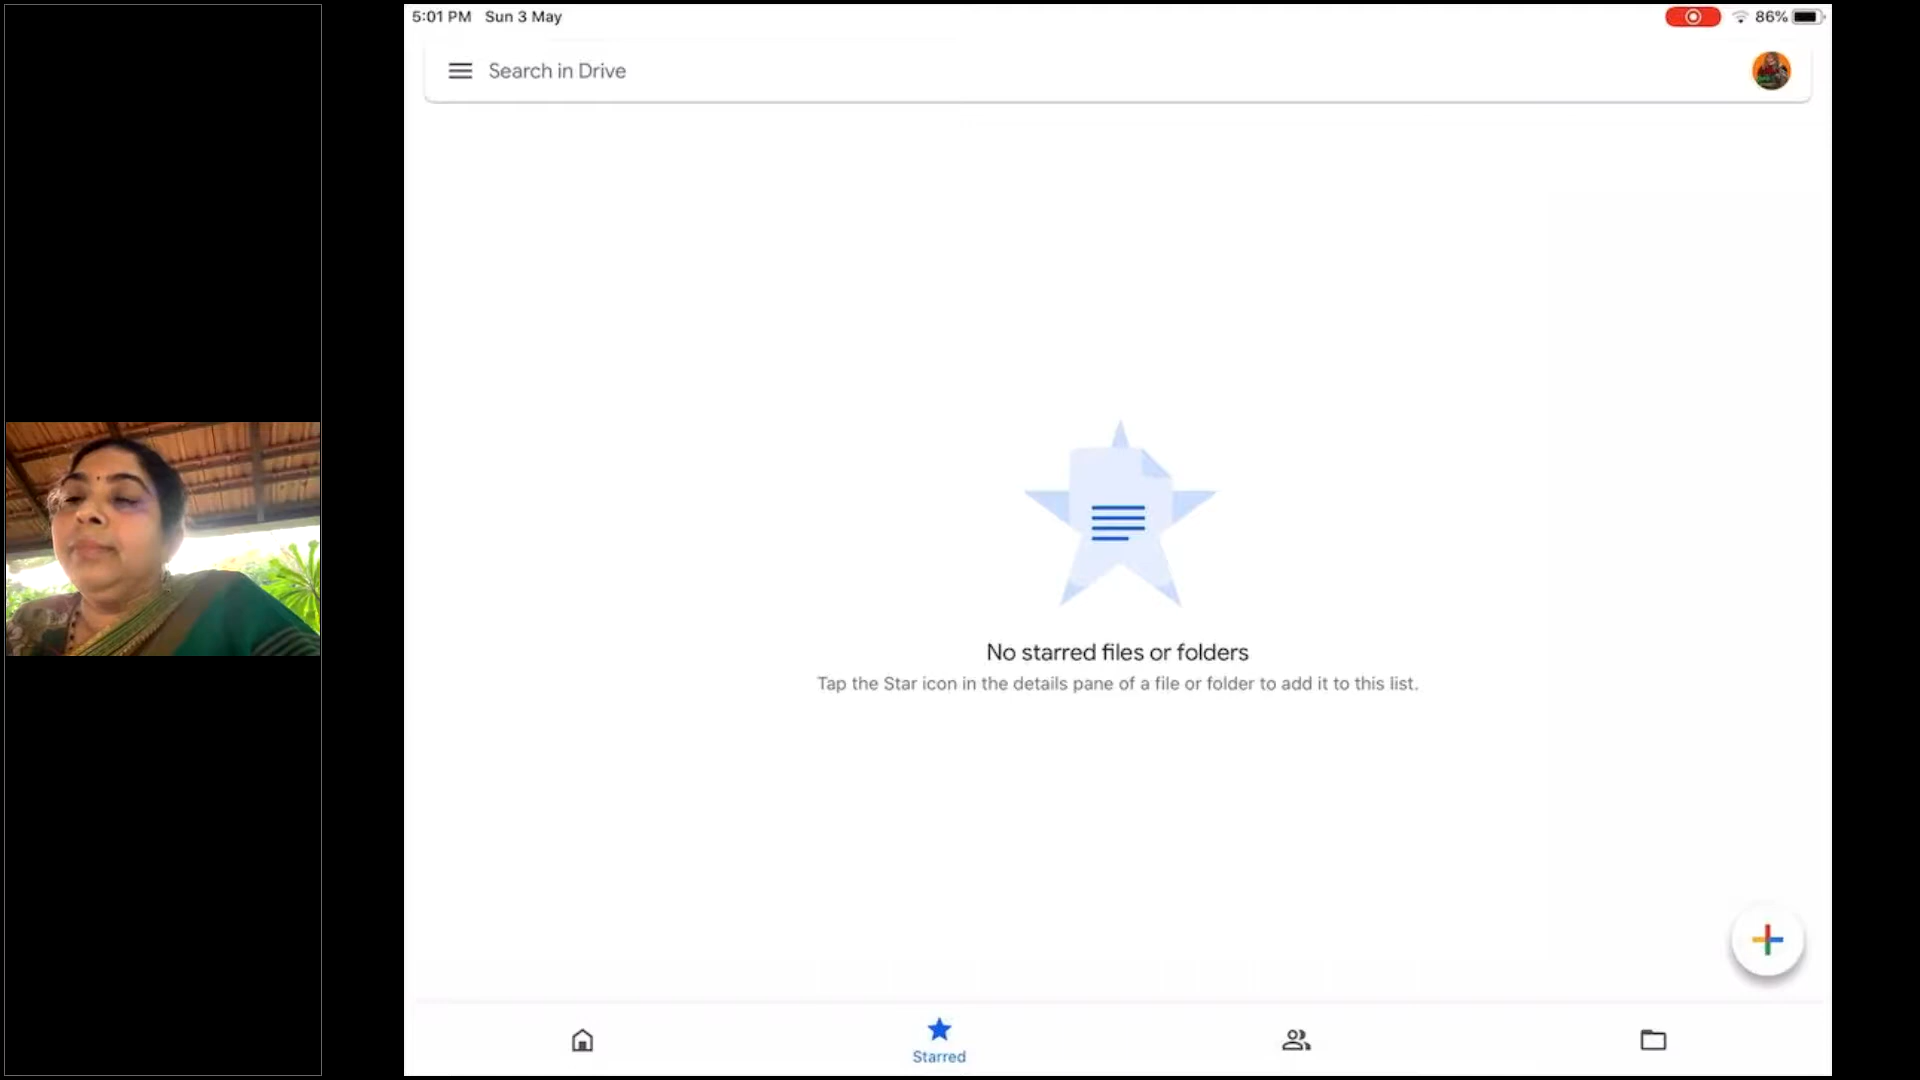 5:01 PM Sun 3 May
86%
Search in Drive
No starred files or folders
Tap the Star icon in the details pane of a file or folder to add it to this list.
Starred